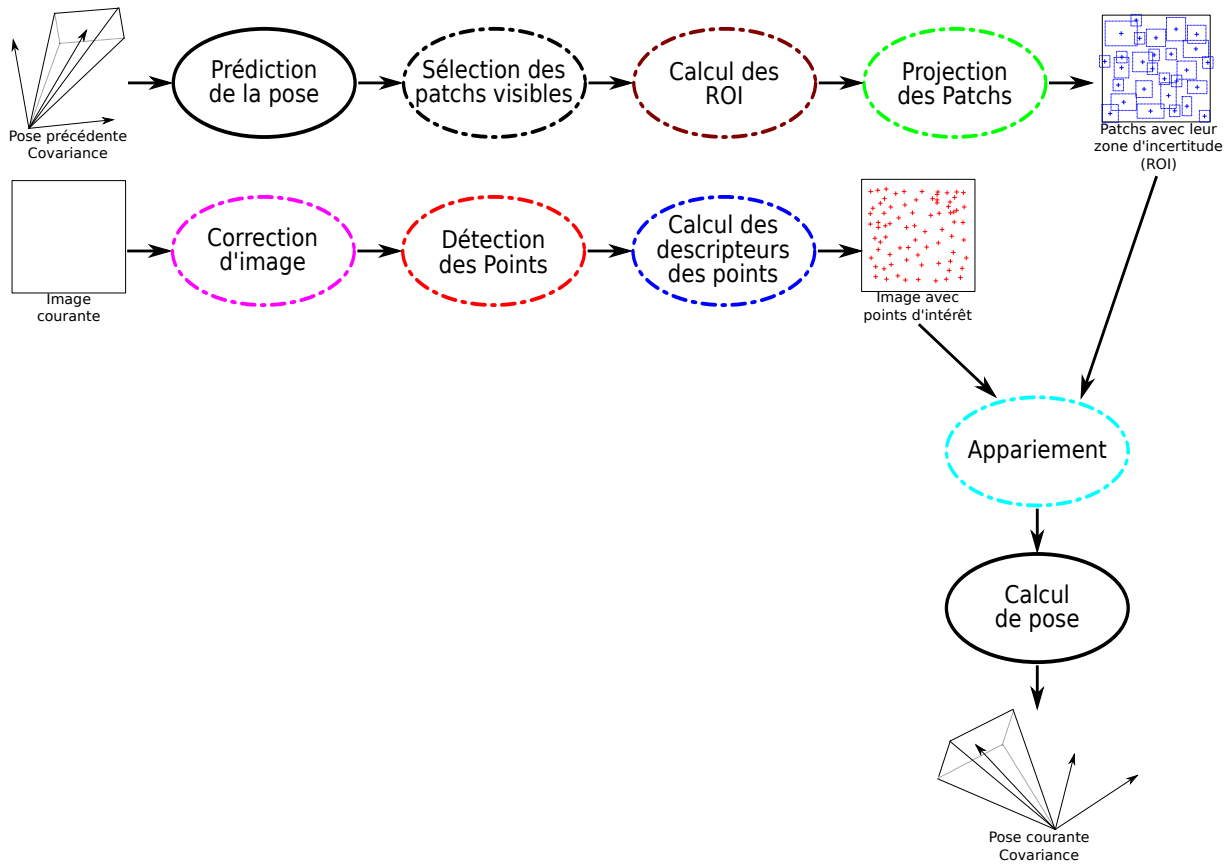 Prédiction
de la pose
Sélection des
patchs visibles
Calcul des
ROI
Projection
des Patchs
Pose précédente
Covariance
Patchs avec leur
zone d'incertitude
(ROI)
Correction
d'image
Détection
des Points
Calcul des
descripteurs
des points
Image
courante
Image avec
points d'intérêt
Appariement
Calcul
de pose
Pose courante
Covariance